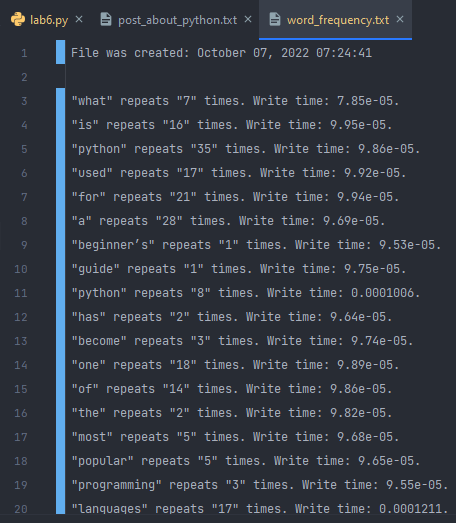 lab6.py post_about_python.txt word_frequency.txt
1 File was created: October 07, 2022 07:24:41
2
3 "what" repeats "7" times. Write time: 7.85e-05.
4 "is" repeats "16" times. Write time: 9.95e-05.
5 "python" repeats "35" times. Write time: 9.86e-05.
6 "used" repeats "17" times. Write time: 9.92e-05.
7 "for" repeats "21" times. Write time: 9.94e-05.
8 "a" repeats "28" times. Write time: 9.69e-05.
9 "beginner’s" repeats "1" times. Write time: 9.53e-05.
10 "guide" repeats "1" times. Write time: 9.75e-05.
11 "python" repeats "8" times. Write time: 0.0001006.
12 "has" repeats "2" times. Write time: 9.64e-05.
13 "become" repeats "3" times. Write time: 9.74e-05.
14 "one" repeats "18" times. Write time: 9.89e-05.
15 "of" repeats "14" times. Write time: 9.86e-05.
16 "the" repeats "2" times. Write time: 9.82e-05.
17 "most" repeats "5" times. Write time: 9.68e-05.
18 "popular" repeats "5" times. Write time: 9.65e-05.
19 "programming" repeats "3" times. Write time: 9.55e-05.
20 "languages" repeats "17" times. Write time: 0.0001211.